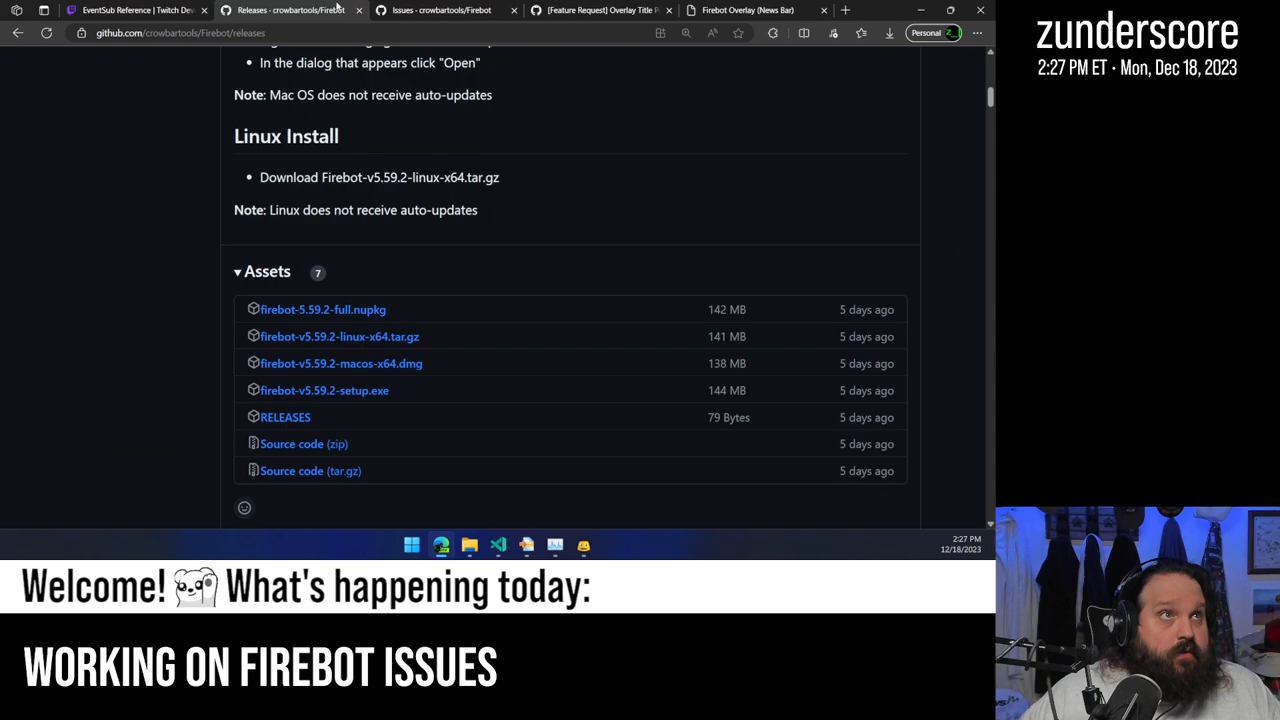 EventSub Reference | Twitch Dev
Releases - crowbartools/Firebot
Issues - crowbartools/Firebot
[Feature Request] Overlay Title P
Firebot Overlay (News Bar)
github.com/crowbartools/Firebot/releases
Personal
In the dialog that appears click "Open"
Note: Mac OS does not receive auto-updates
Linux Install
Download Firebot-v5.59.2-linux-x64.tar.gz
Note: Linux does not receive auto-updates
Assets 7
firebot-5.59.2-full.nupkg 142 MB 5 days ago
firebot-v5.59.2-linux-x64.tar.gz 141 MB 5 days ago
firebot-v5.59.2-macos-x64.dmg 138 MB 5 days ago
firebot-v5.59.2-setup.exe 144 MB 5 days ago
RELEASES 79 Bytes 5 days ago
Source code (zip) 5 days ago
Source code (tar.gz) 5 days ago
2:27 PM
12/18/2023
zunderscore
2:27 PM ET · Mon, Dec 18, 2023
Welcome! What's happening today:
WORKING ON FIREBOT ISSUES